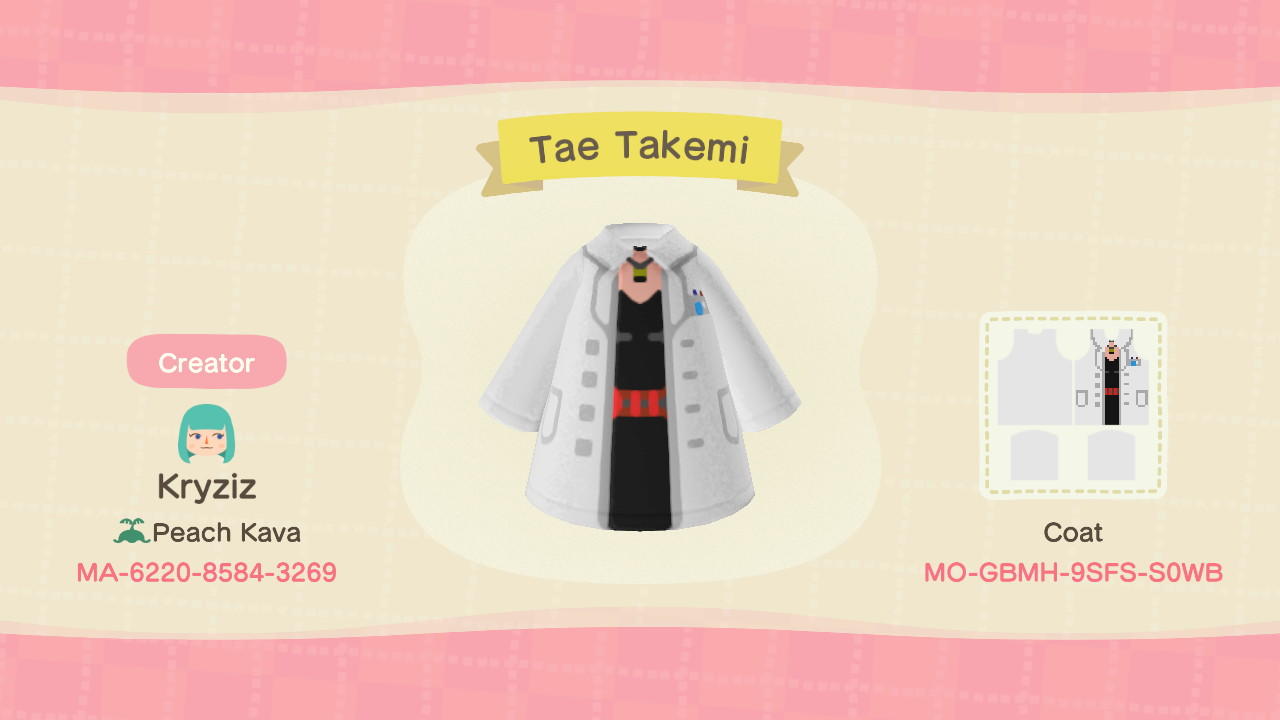 Tae Takemi
Creator
Kryziz
Peach Kava
MA-6220-8584-3269
Coat
MO-GBMH-9SFS-S0WB